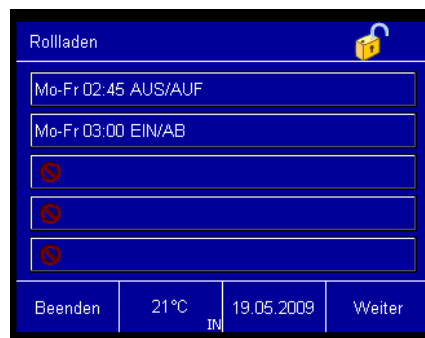 Rollladen
Mo-Fr 02:45 AUS/AUF
Mo-Fr 03:00 EIN/AB
Beenden 21°C IN 19.05.2009 Weiter